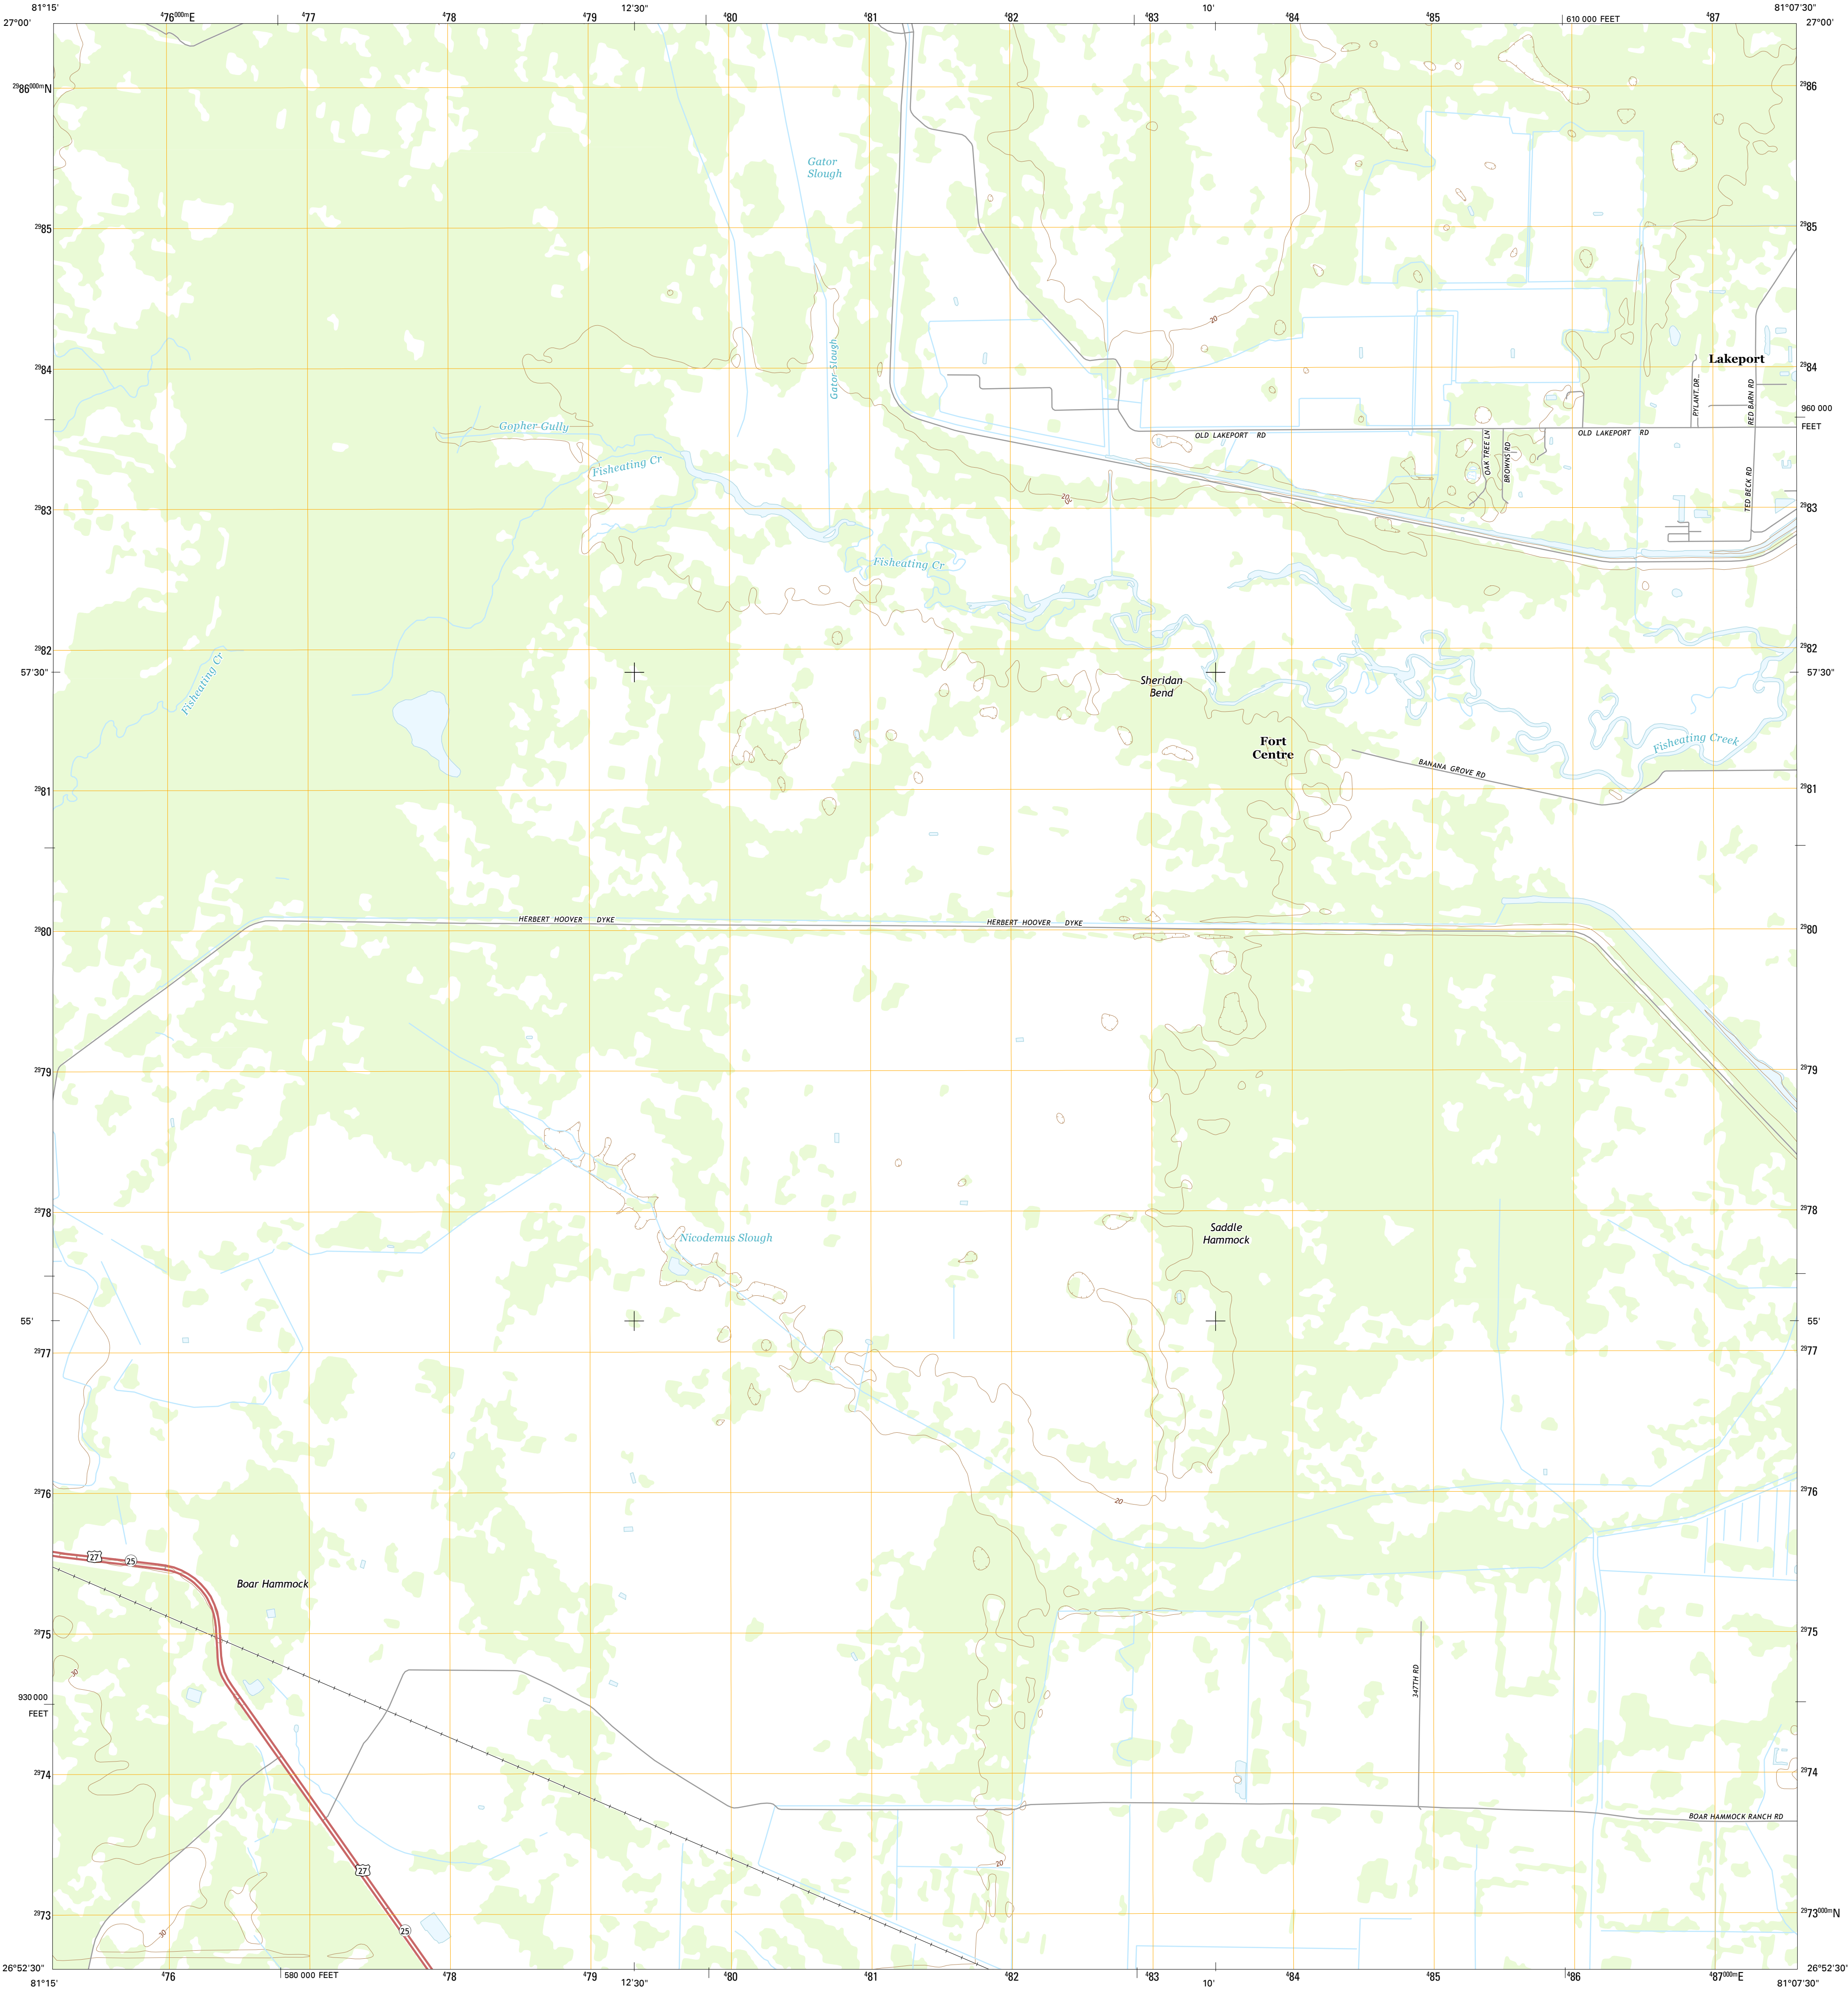 81°15'
⁴76⁰⁰⁰ᵐE
⁴77
⁴78
⁴79
12'30"
⁴80
⁴81
⁴82
⁴83
10'
⁴84
⁴85
610 000 FEET
⁴87
81°07'30"
27°00'
27°00'
²⁹86⁰⁰⁰ᵐN
²⁹86
Gator
Slough
²⁹85
²⁹85
20
Gator Slough
Lakeport
²⁹84
²⁹84
PYLANT DR
RED BARN RD
960 000
FEET
Gopher Gully
OLD LAKEPORT RD
OLD LAKEPORT RD
OAK TREE LN
BROWNS RD
Fisheating Cr
TED BECK RD
20
²⁹83
²⁹83
Fisheating Cr
²⁹82
²⁹82
57'30"
57'30"
Fisheating Cr
Sheridan
Bend
Fort
Centre
Fisheating Creek
BANANA GROVE RD
²⁹81
²⁹81
HERBERT HOOVER DYKE
HERBERT HOOVER DYKE
²⁹80
²⁹80
²⁹79
²⁹79
²⁹78
²⁹78
Saddle
Hammock
Nicodemus Slough
55'
55'
²⁹77
²⁹77
²⁹76
²⁹76
20
27
25
Boar Hammock
²⁹75
²⁹75
30
347TH RD
930 000
FEET
²⁹74
²⁹74
BOAR HAMMOCK RANCH RD
27
20
²⁹73
²⁹73⁰⁰⁰ᵐN
25
30
26°52'30"
26°52'30"
81°15'
⁴76
580 000 FEET
⁴78
⁴79
12'30"
⁴80
⁴81
⁴82
⁴83
10'
⁴84
⁴85
⁴86
⁴87⁰⁰⁰ᵐE
81°07'30"